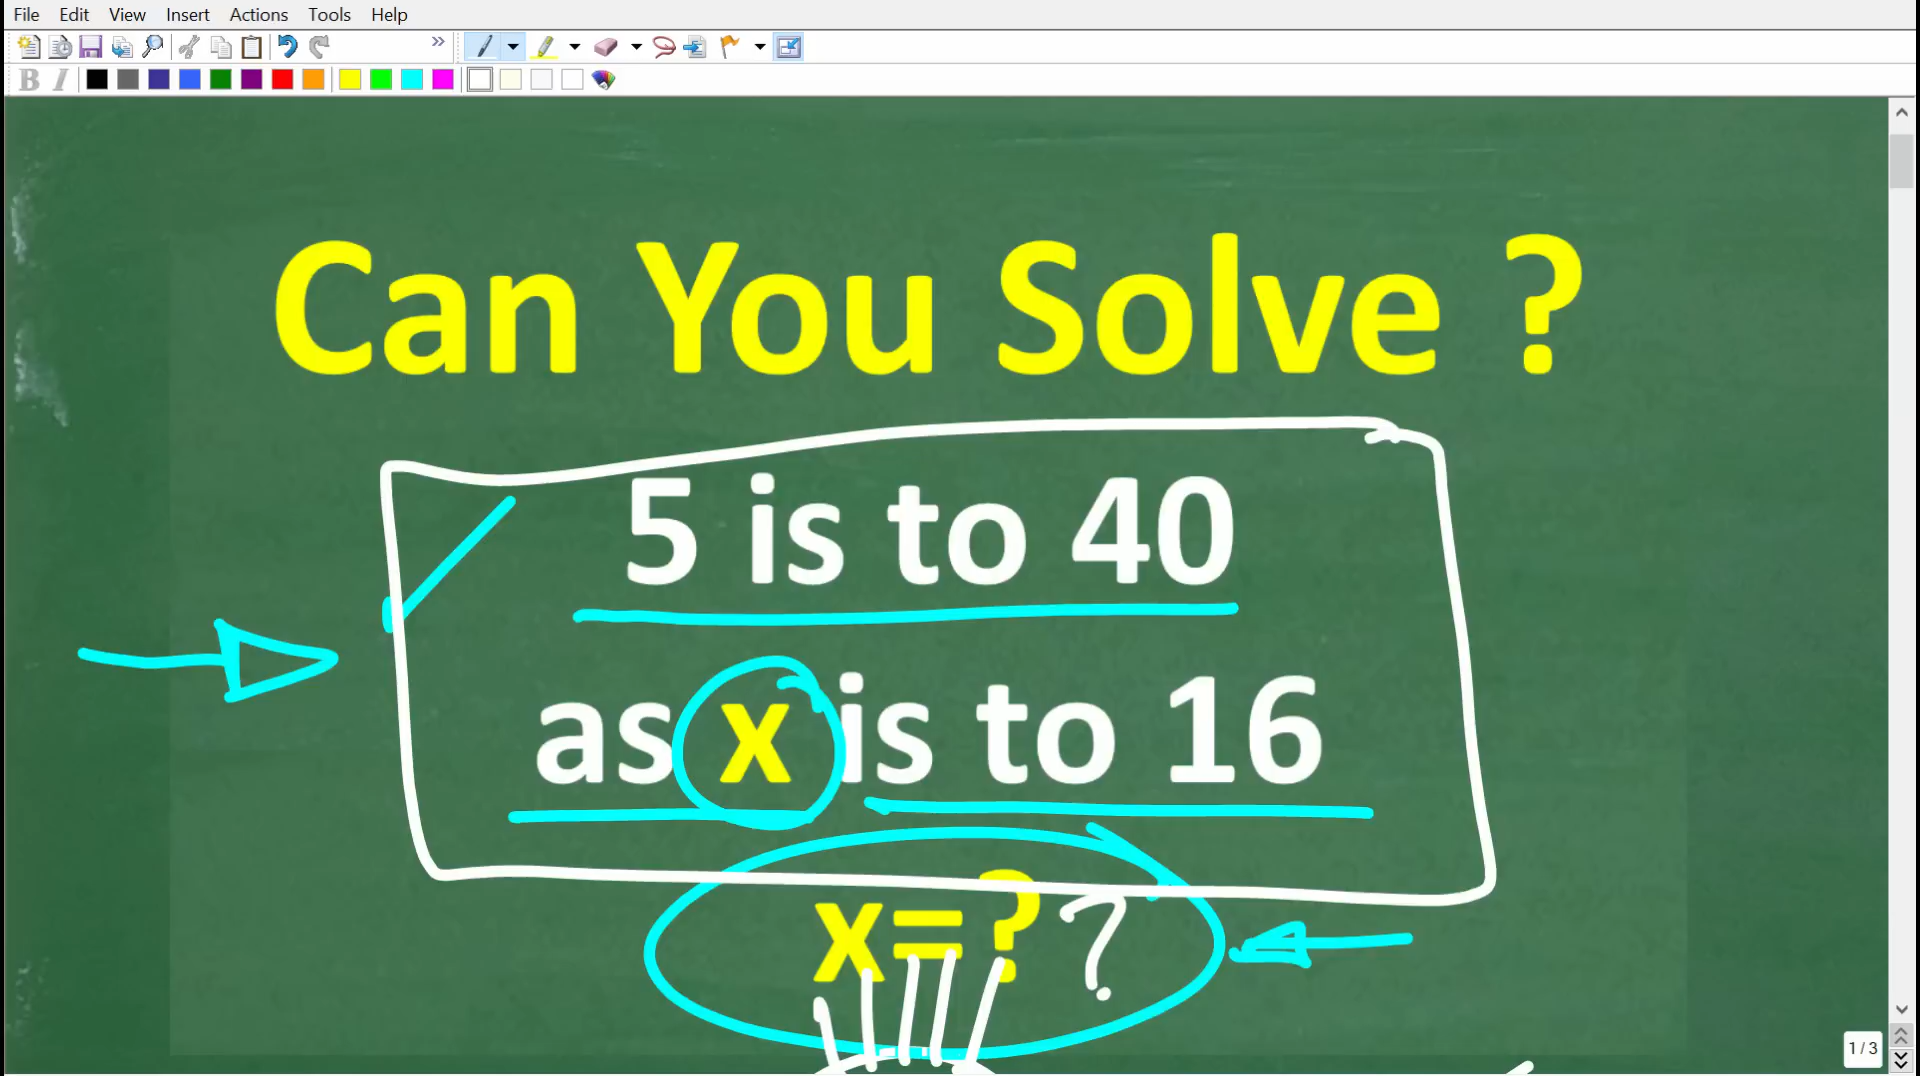 File Edit View Insert Actions Tools Help
B I
Can You Solve ?
5 is to 40
as x is to 16
x=? ?
1 / 3